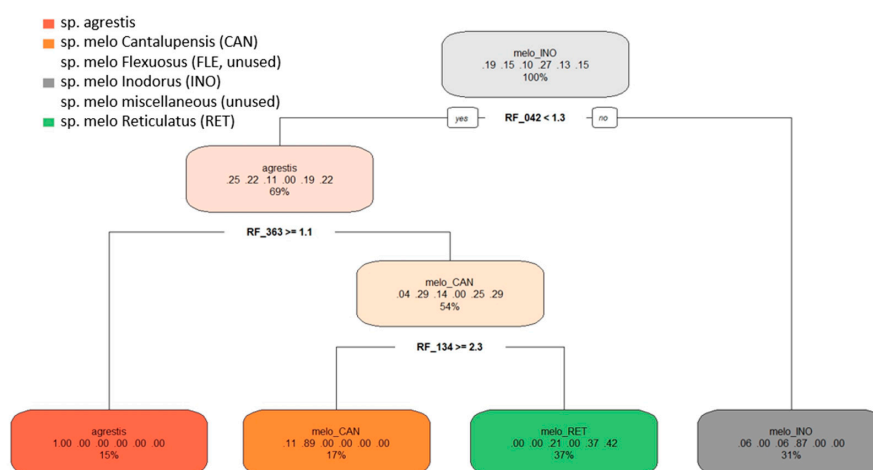 sp. agrestis
sp. melo Cantalupensis (CAN)
sp. melo Flexuosus (FLE, unused)
sp. melo Inodorus (INO)
sp. melo miscellaneous (unused)
sp. melo Reticulatus (RET)
melo_INO
.19 .15 .10 .27 .13 .15
100%
yes RF_042 < 1.3 no
agrestis
.25 .22 .11 .00 .19 .22
69%
RF_363 >= 1.1
melo_CAN
.04 .29 .14 .00 .25 .29
54%
RF_134 >= 2.3
agrestis
1.00 .00 .00 .00 .00 .00
15%
melo_CAN
.11 .89 .00 .00 .00 .00
17%
melo_RET
.00 .00 .21 .00 .37 .42
37%
melo_INO
.06 .00 .06 .87 .00 .00
31%